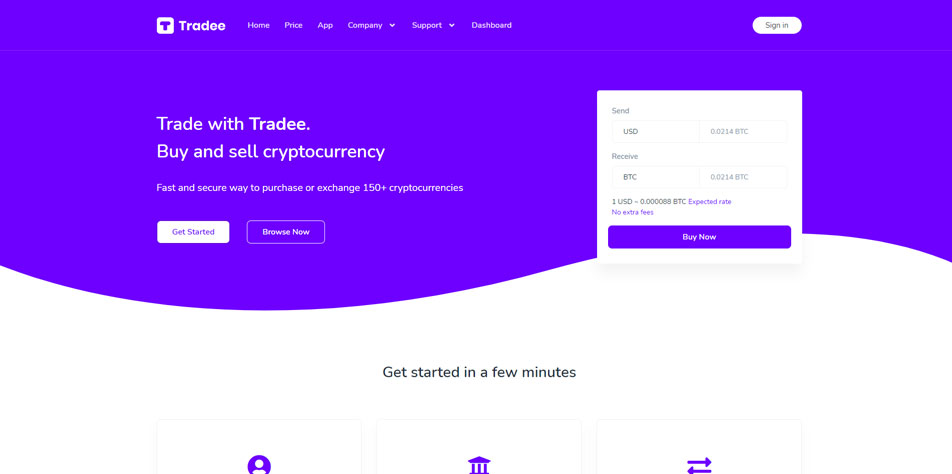 Tradee
Home Price App Company Support Dashboard
Sign in
Trade with Tradee.
Buy and sell cryptocurrency
Fast and secure way to purchase or exchange 150+ cryptocurrencies
Get Started Browse Now
Send
USD 0.0214 BTC
Receive
BTC 0.0214 BTC
1 USD ~ 0.000088 BTC Expected rate
No extra fees
Buy Now
Get started in a few minutes